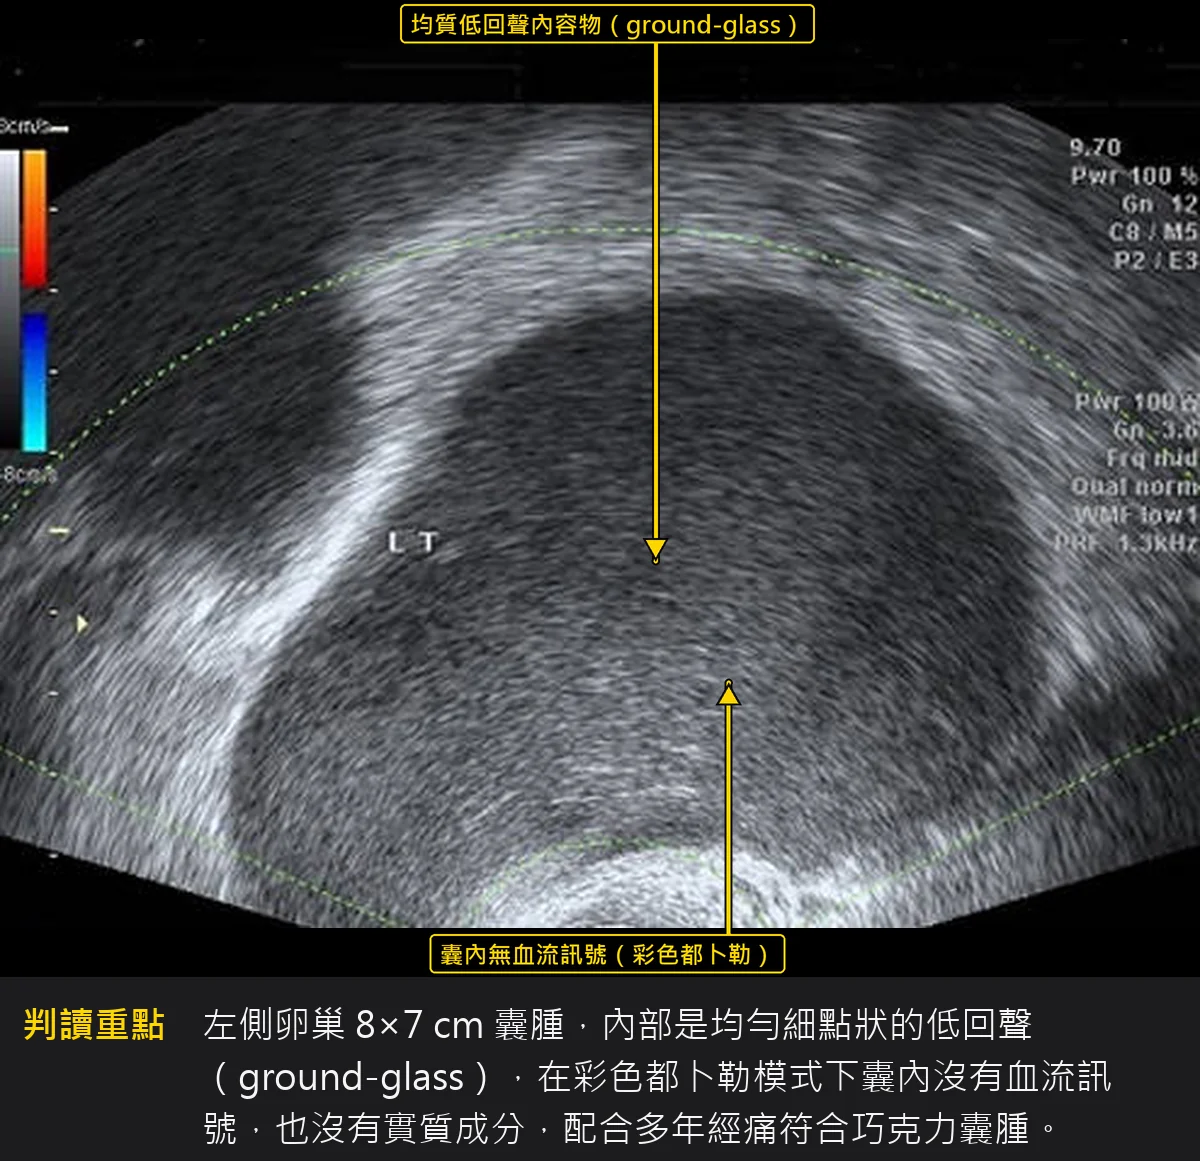 均質低回聲內容物（ground-glass）
8cm/s
9.70
Pwr 100 %
Gn 12
C8 / M5
P2 / E3
Pwr 100 %
Gn -3.6
-8cm/s
Frq mid
Qual norm
WMF low 1
PRF 1.3kHz
LT
囊內無血流訊號（彩色都卜勒）
判讀重點 左側卵巢 8×7 cm 囊腫，內部是均勻細點狀的低回聲
（ground-glass），在彩色都卜勒模式下囊內沒有血流訊
號，也沒有實質成分，配合多年經痛符合巧克力囊腫。